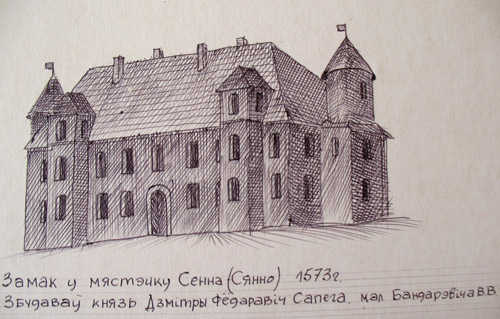 Замак у мястэчку Сенна (Сянно) 1573г.
Збудаваў князь Дзмітры Фёдаравіч Сапега. мал Бандарэвіча В.В